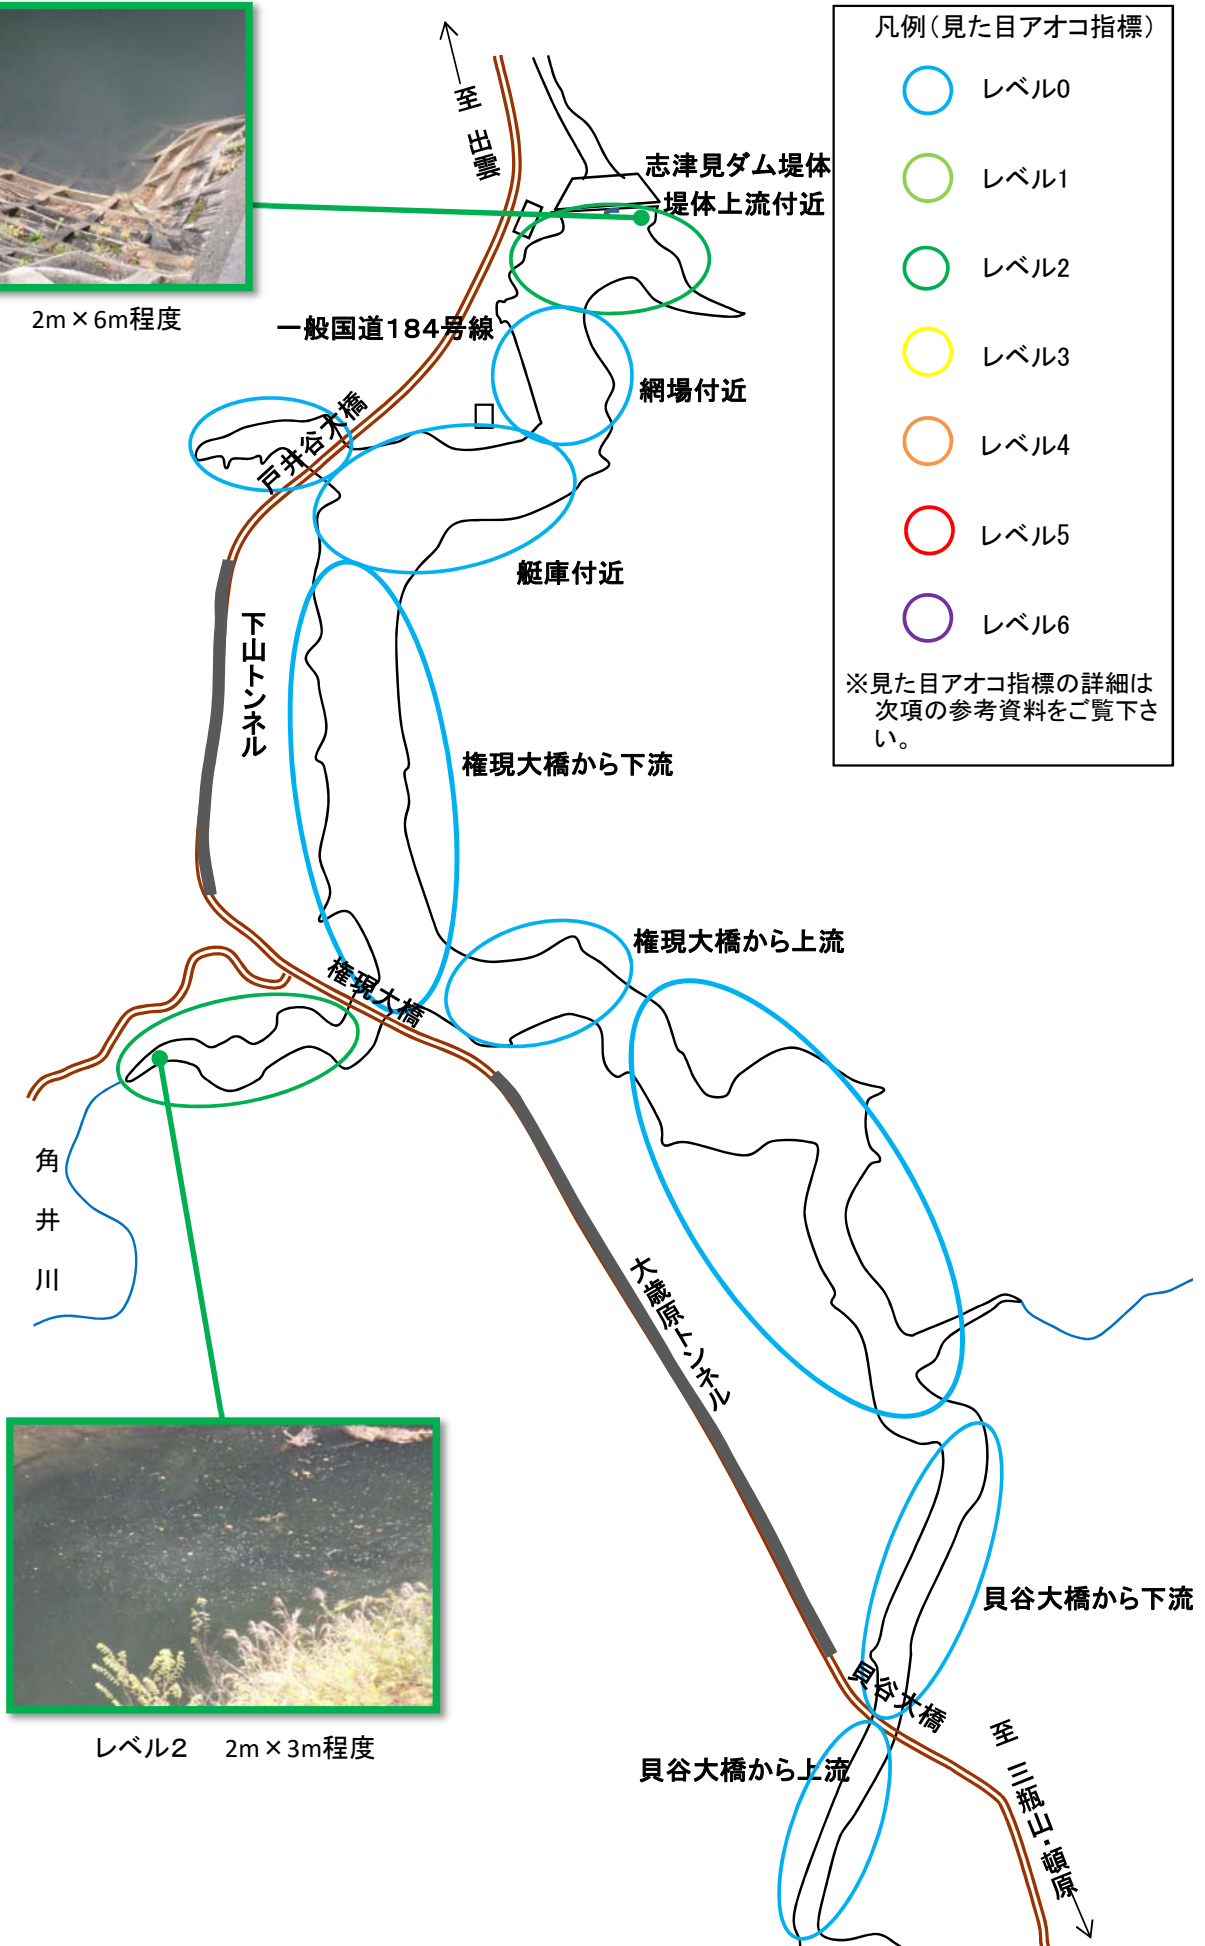 凡例(見た目アオコ指標)
レベル0
レベル1
レベル2
レベル3
レベル4
レベル5
レベル6
※見た目アオコ指標の詳細は
次項の参考資料をご覧下さ
い。
至 出雲
志津見ダム堤体
堤体上流付近
2m×6m程度
一般国道184号線
網場付近
戸井谷大橋
艇庫付近
下山トンネル
権現大橋から下流
権現大橋から上流
権現大橋
角井川
大歳原トンネル
貝谷大橋から下流
貝谷大橋
レベル2 2m×3m程度
貝谷大橋から上流
至 三瓶山・頓原